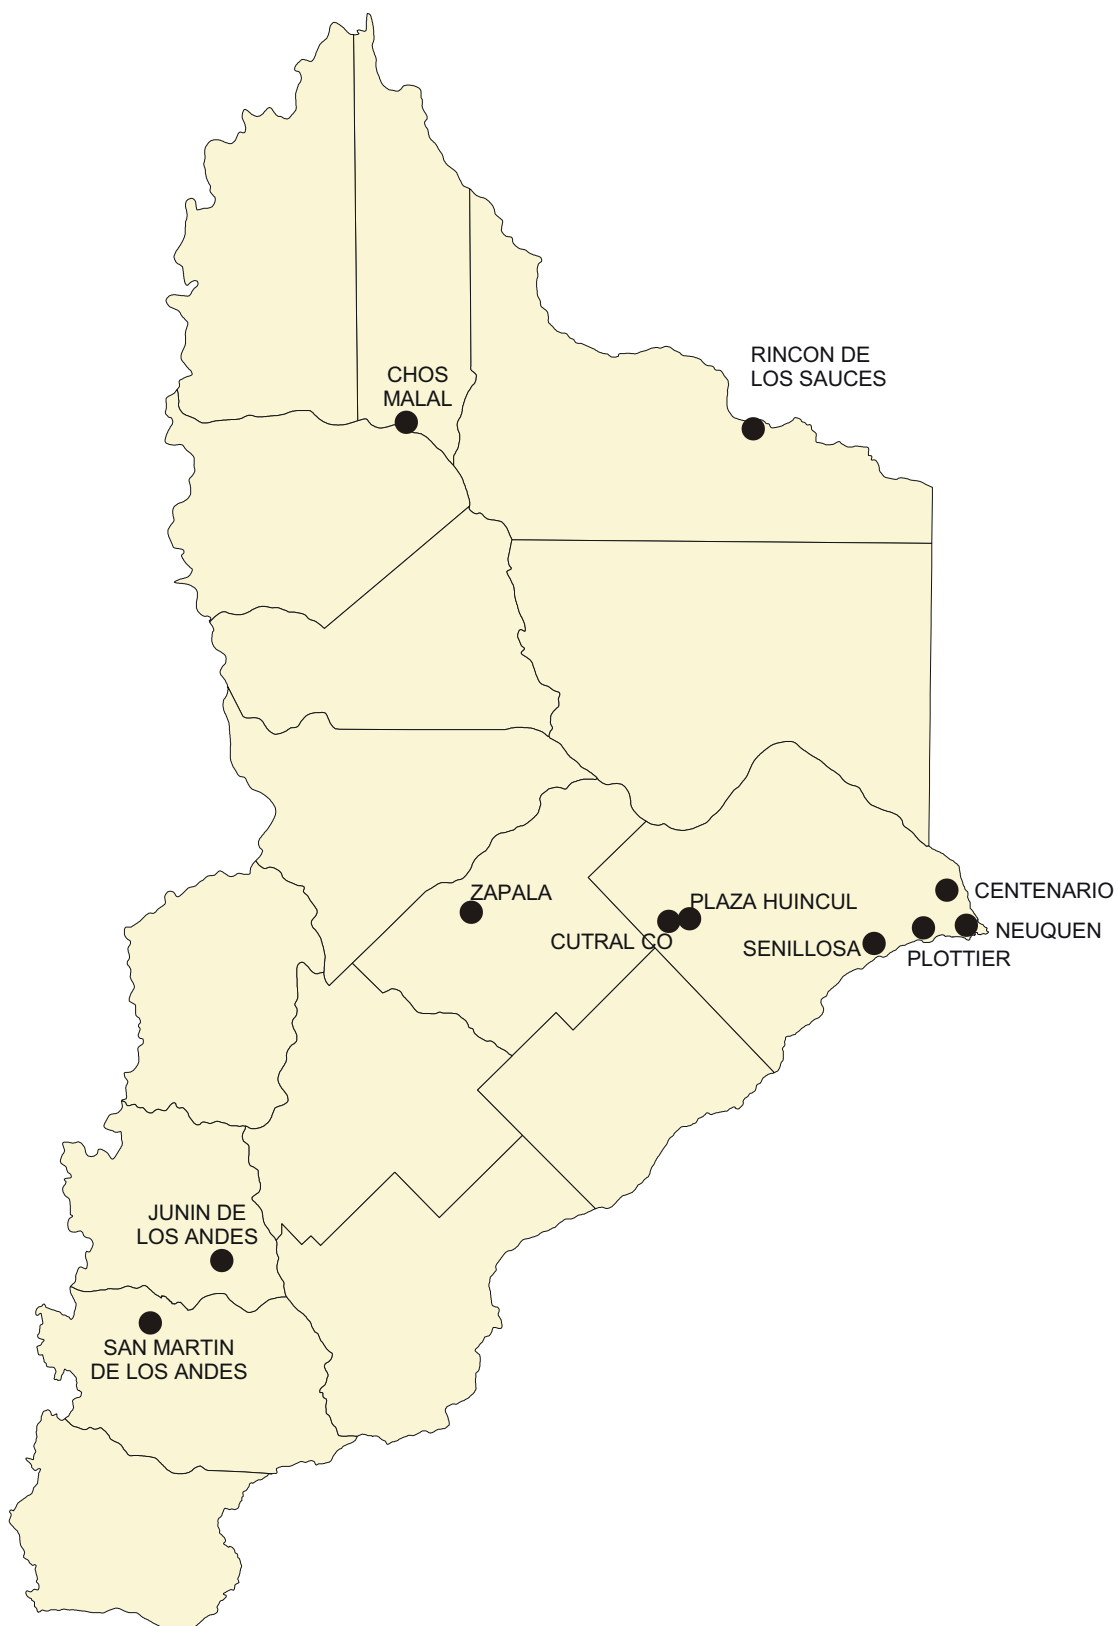 RINCON DE
LOS SAUCES
CHOS
MALAL
ZAPALA
PLAZA HUINCUL
CENTENARIO
CUTRAL CO
SENILLOSA
NEUQUEN
PLOTTIER
JUNIN DE
LOS ANDES
SAN MARTIN
DE LOS ANDES